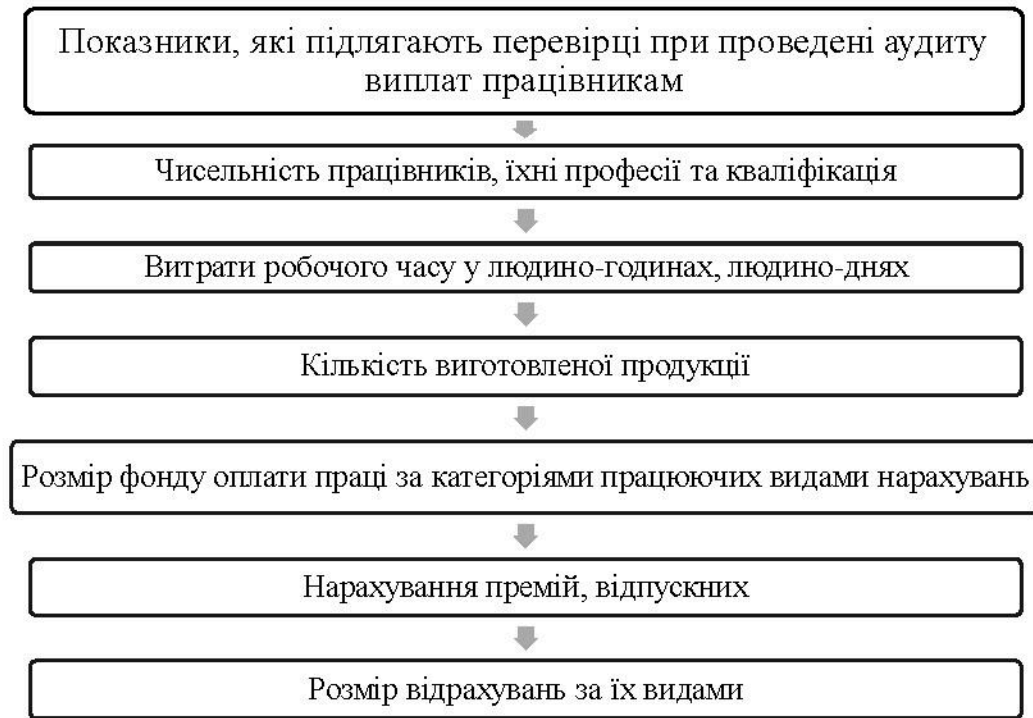 Показники, які підлягають перевірці при проведені аудиту
виплат працівникам
Чисельність працівників, їхні професії та кваліфікація
Витрати робочого часу у людино-годинах, людино-днях
Кількість виготовленої продукції
Розмір фонду оплати праці за категоріями працюючих видами нарахувань
Нарахування премій, відпускних
Розмір відрахувань за їх видами